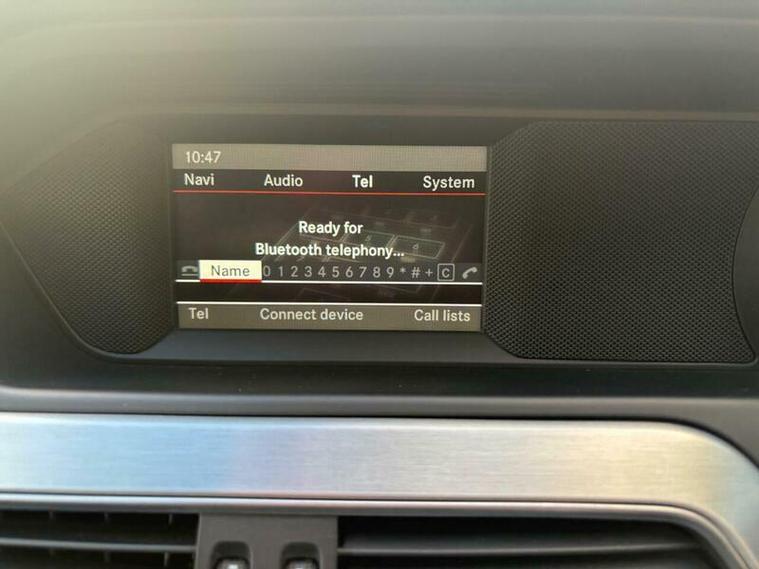 10:47
Navi Audio Tel System
Ready for
Bluetooth telephony...
Name 0 1 2 3 4 5 6 7 8 9 * # + C
Tel Connect device Call lists